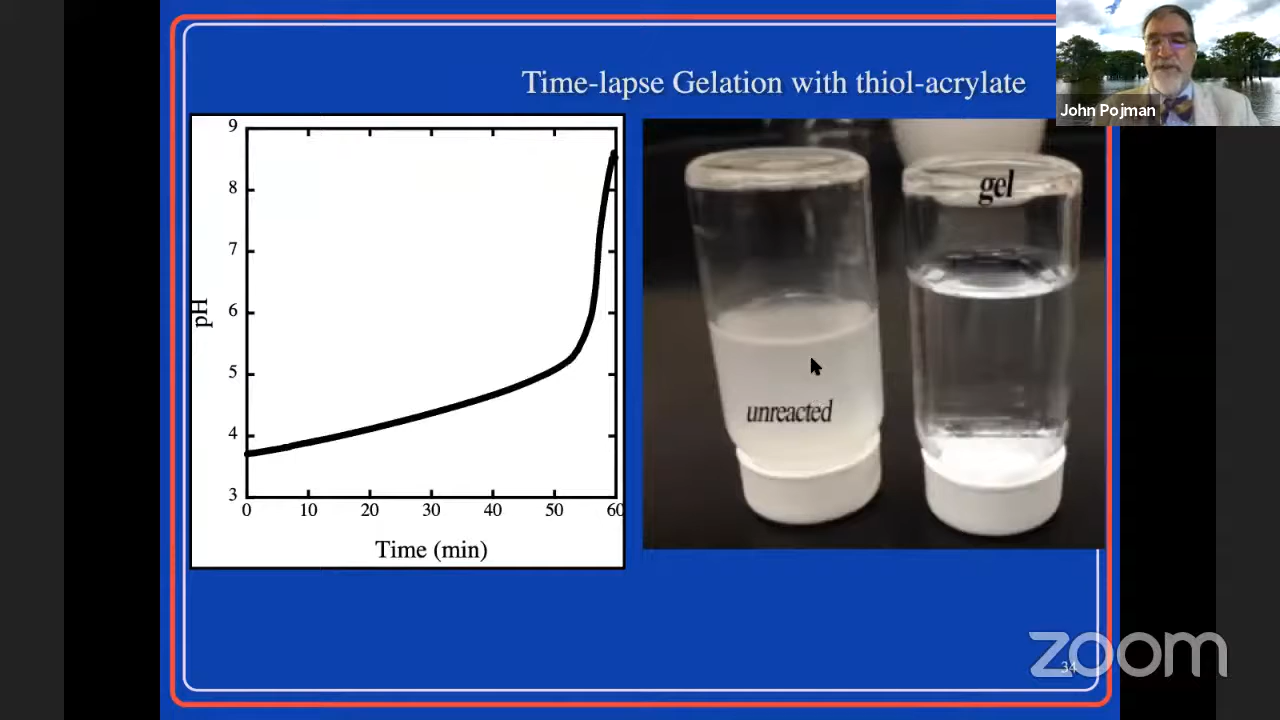 Time-lapse Gelation with thiol-acrylate
John Pojman
9
8
7
6
5
4
3
pH
0 10 20 30 40 50 60
Time (min)
gel
unreacted
34
zoom